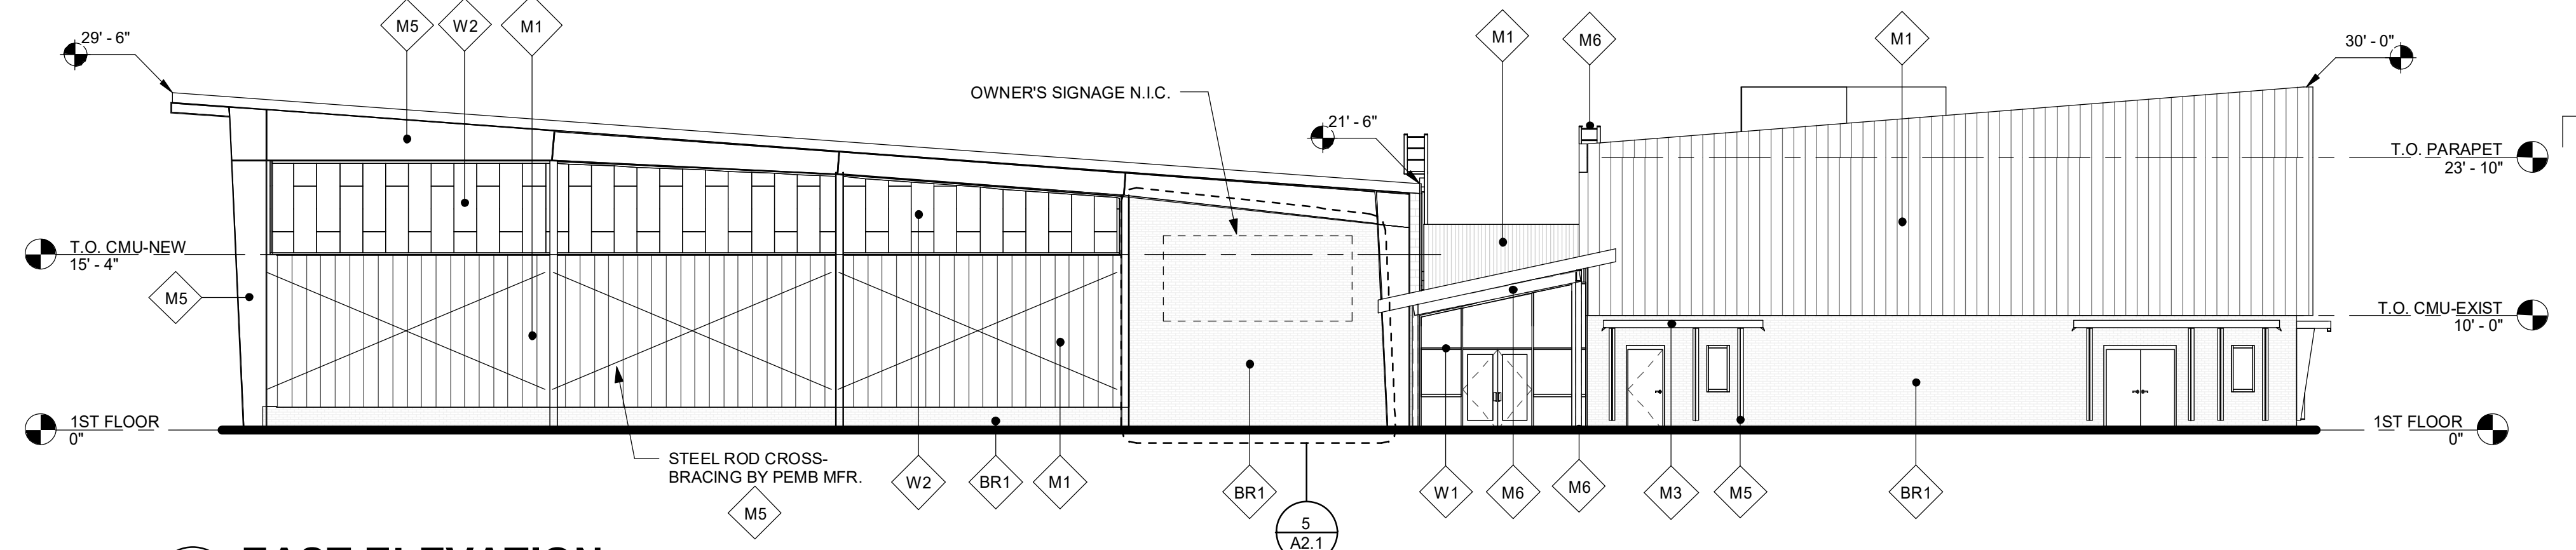 M5
W2
M1
M1
M6
M1
29' - 6"
30' - 0"
OWNER'S SIGNAGE N.I.C.
21' - 6"
T.O. PARAPET
23' - 10"
T.O. CMU-NEW
15' - 4"
M5
T.O. CMU-EXIST
10' - 0"
1ST FLOOR
0"
1ST FLOOR
0"
STEEL ROD CROSS-
BRACING BY PEMB MFR.
M5
W2
BR1
M1
BR1
W1
M6
M6
M3
M5
BR1
5
A2.1
EAST ELEVATION